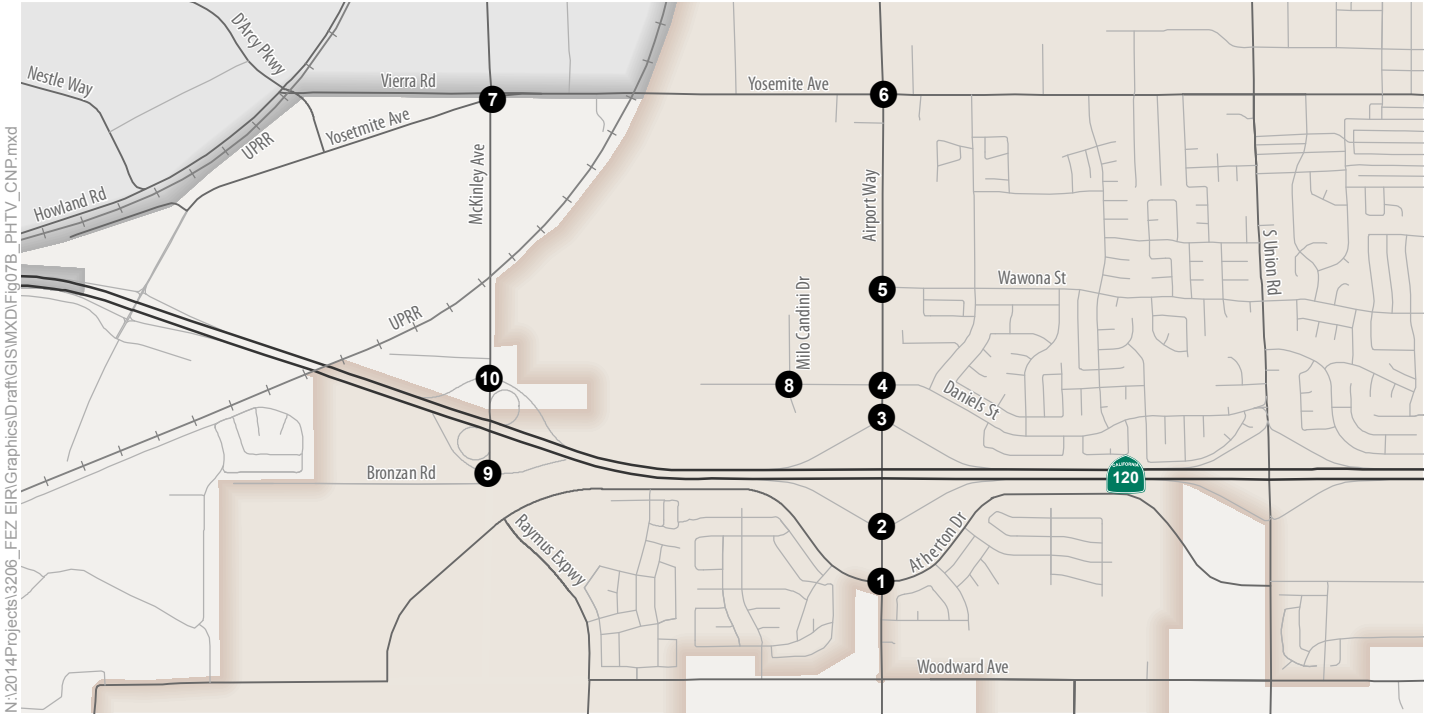 D'Arcy Pkwy
Nestle Way
Vierra Rd
Yosemite Ave
7
6
Yosetmite Ave
UPRR
McKinley Ave
Howland Rd
Airport Way
S Union Rd
Wawona St
5
Milo Candini Dr
UPRR
10
8
4
Daniels St
3
Bronzan Rd
9
CALIFORNIA
120
Raymus Expwy
2
Atherton Dr
1
Woodward Ave
N:\2014Projects\3206_FEZ EIR\Graphics\Draft\GIS\MXD\Fig07B_PHTV_CNP.mxd